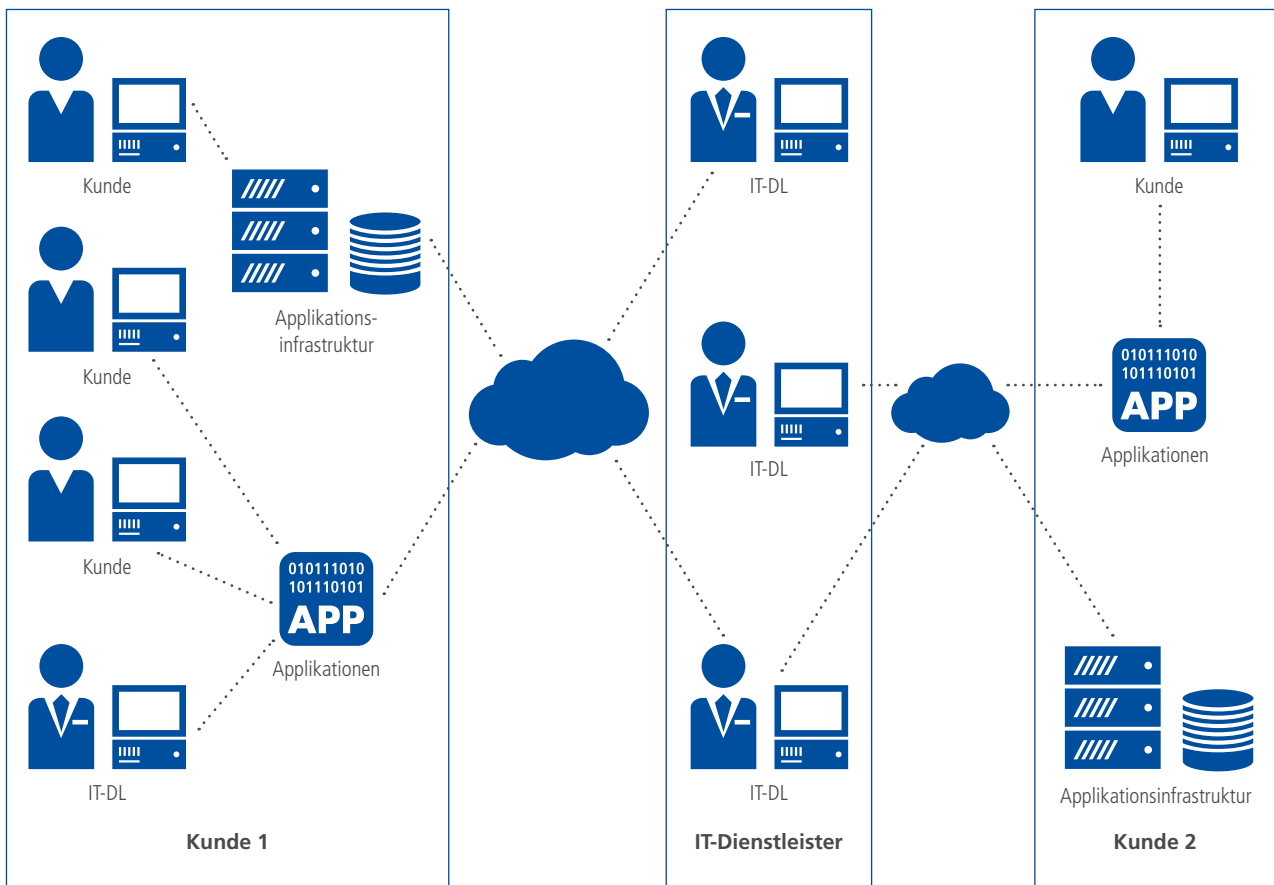 Kunde
Kunde
Kunde
IT-DL
Applikations-
infrastruktur
010111010
101110101
APP
Applikationen
Kunde 1
IT-DL
IT-DL
IT-DL
IT-Dienstleister
Kunde
010111010
101110101
APP
Applikationen
Applikationsinfrastruktur
Kunde 2